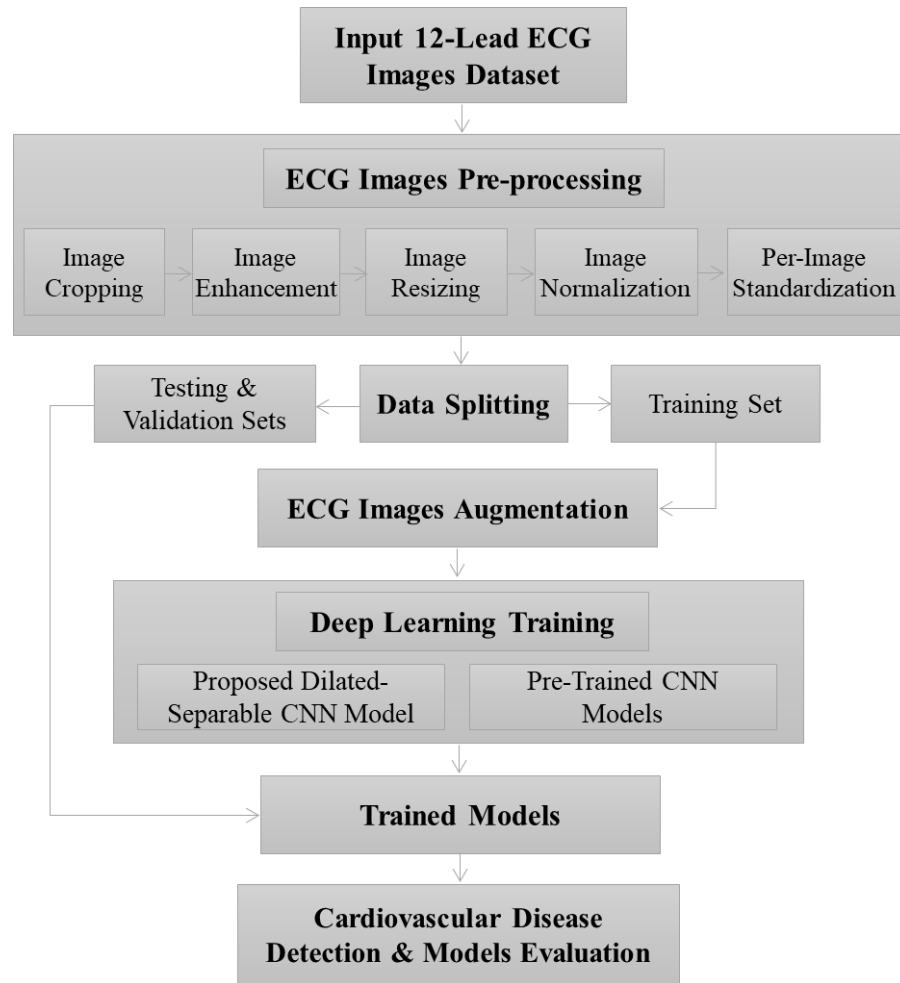 Input 12-Lead ECG
Images Dataset
ECG Images Pre-processing
Image
Cropping
Image
Enhancement
Image
Resizing
Image
Normalization
Per-Image
Standardization
Testing &
Validation Sets
Data Splitting
Training Set
ECG Images Augmentation
Deep Learning Training
Proposed Dilated-
Separable CNN Model
Pre-Trained CNN
Models
Trained Models
Cardiovascular Disease
Detection & Models Evaluation